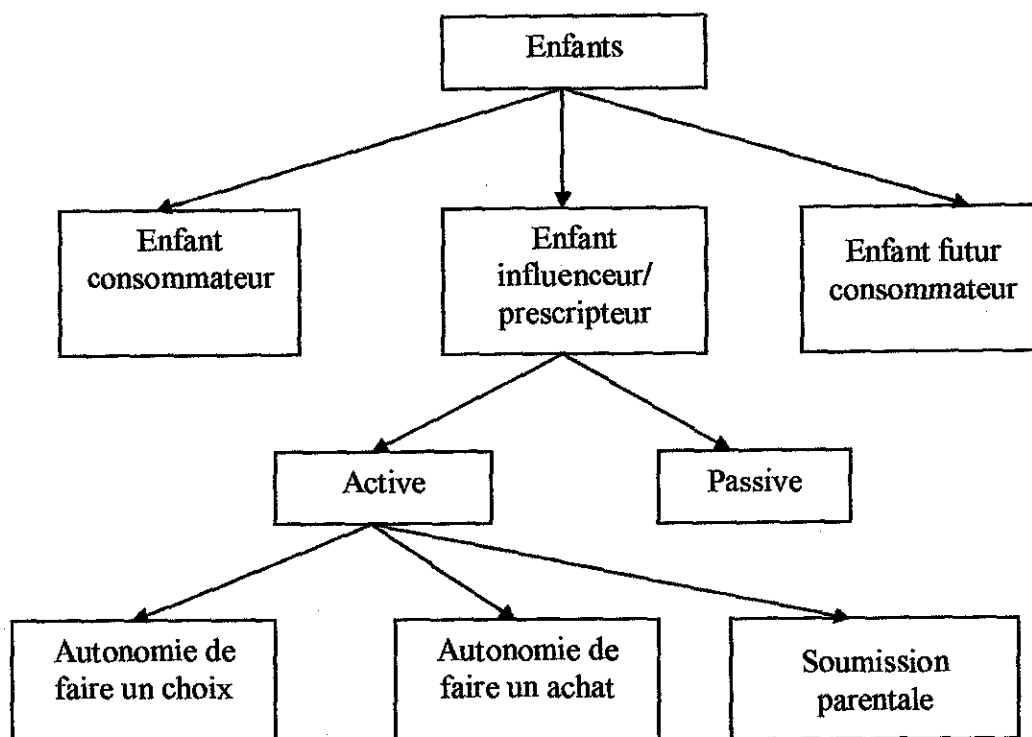 Enfants
Enfant
consommateur
Enfant
influenceur/
prescripteur
Enfant futur
consommateur
Active
Passive
Autonomie de
faire un choix
Autonomie de
faire un achat
Soumission
parentale